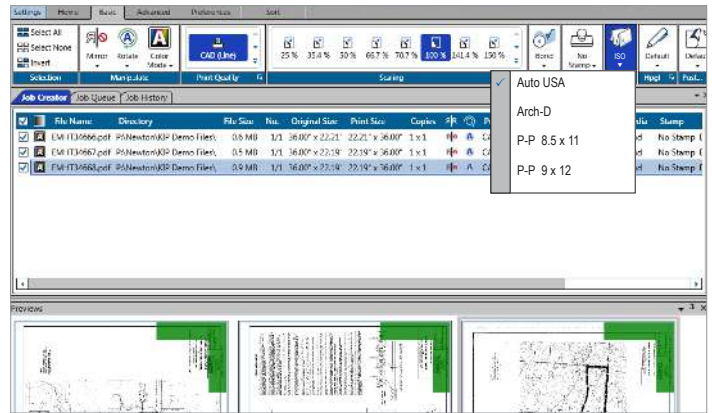 Settings Home Basic Advanced Preferences Sort
Select All
Select None
Invert
Mirror Rotate Color Mode
CAD (Line)
25 % 35.4 % 50 % 66.7 % 70.7 % 100 % 141.4 % 150 %
Bond No Stamp ISO Default
Selection Manipulate Print Quality Scaling Hpgl Post...
Auto USA
Arch-D
P-P 8.5 x 11
P-P 9 x 12
Job Creator Job Queue Job History
File Name Directory File Size Nu. Original Size Print Size Copies Stamp
EMHT34666.pdf P:\Newton\KIP Demo Files\ 0.6 MB 1/1 36.00" x 22.21" 22.21" x 36.00" 1 x 1 No Stamp
EMHT34667.pdf P:\Newton\KIP Demo Files\ 0.5 MB 1/1 36.00" x 22.19" 22.19" x 36.00" 1 x 1 No Stamp
EMHT34668.pdf P:\Newton\KIP Demo Files\ 0.9 MB 1/1 36.00" x 22.19" 22.19" x 36.00" 1 x 1 No Stamp
Previews